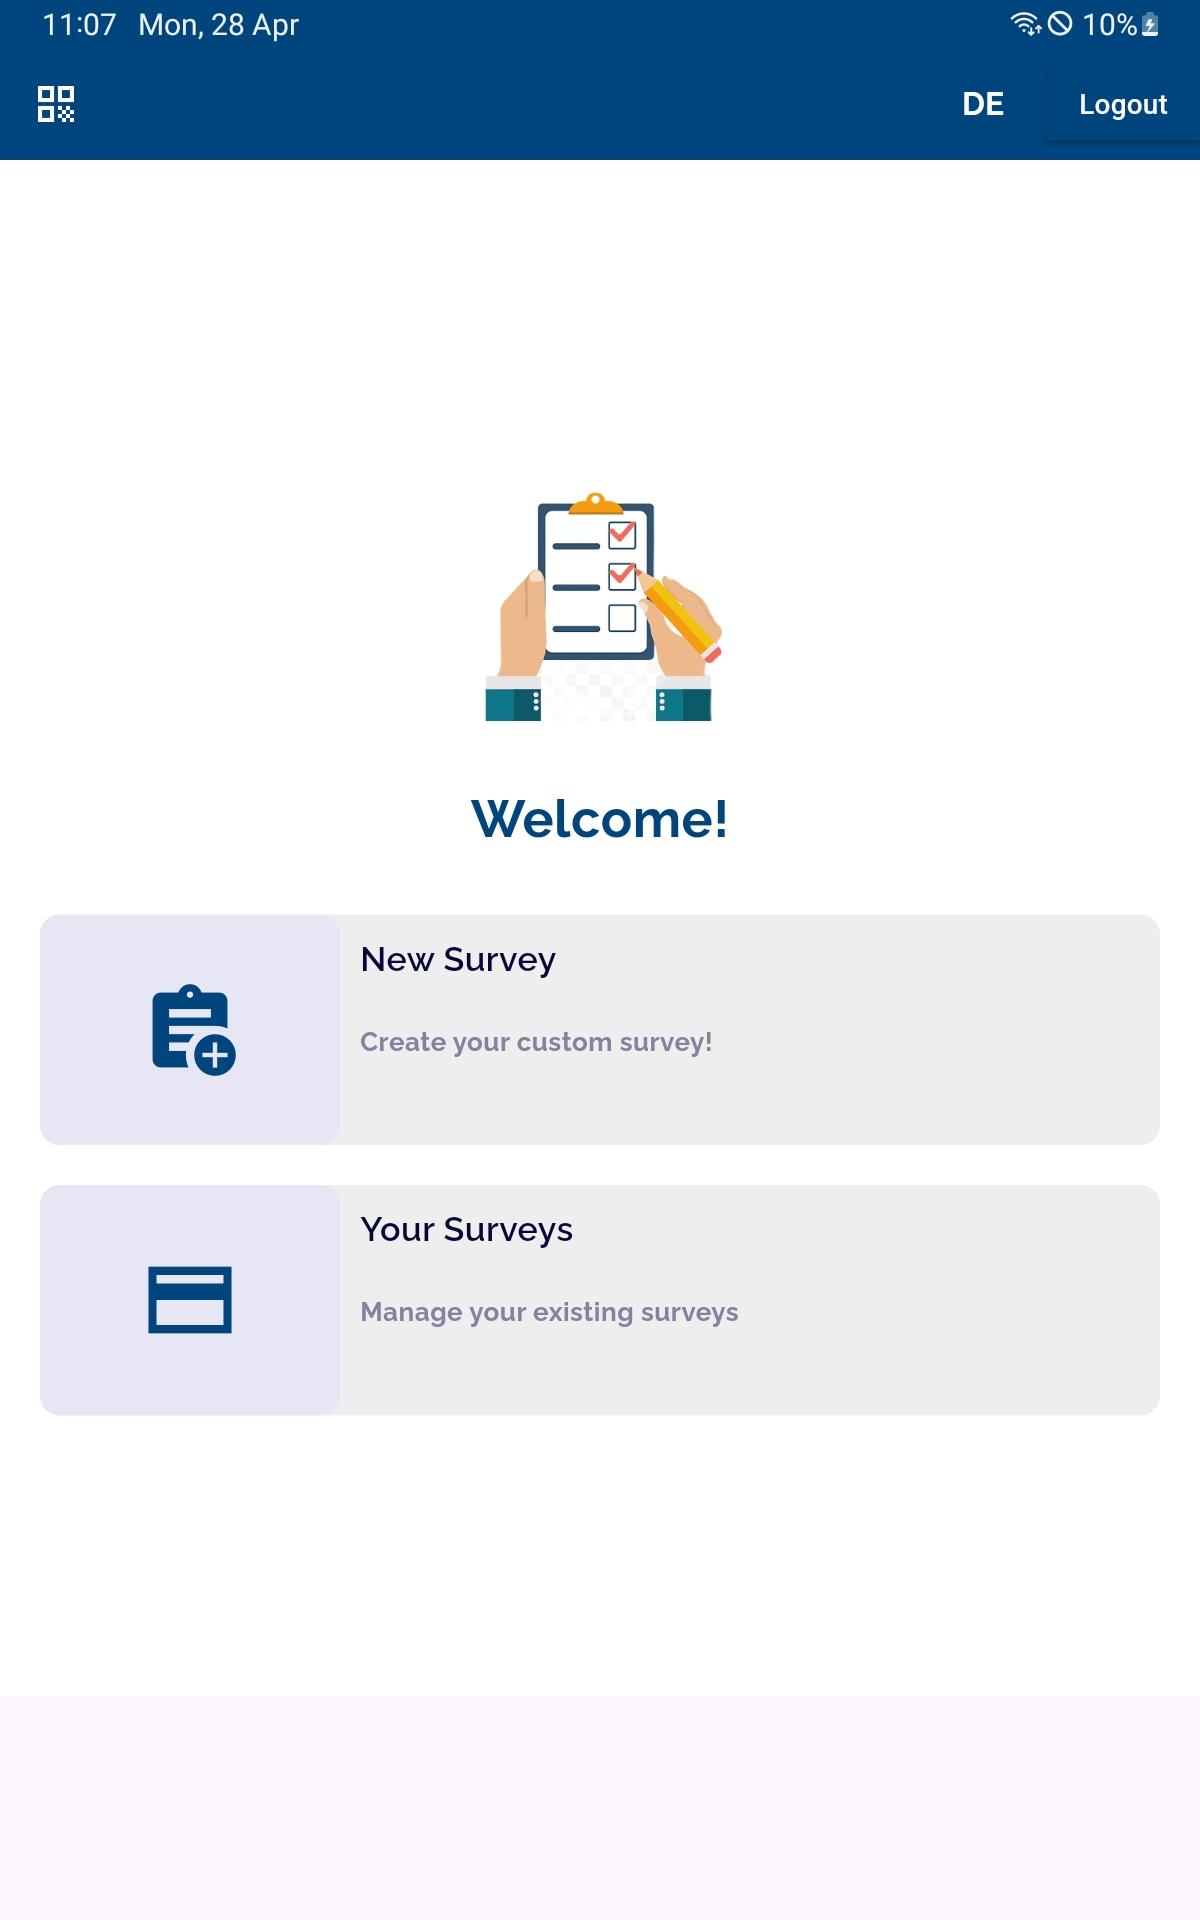 11:07 Mon, 28 Apr 10%
DE Logout
Welcome!
New Survey
Create your custom survey!
Your Surveys
Manage your existing surveys